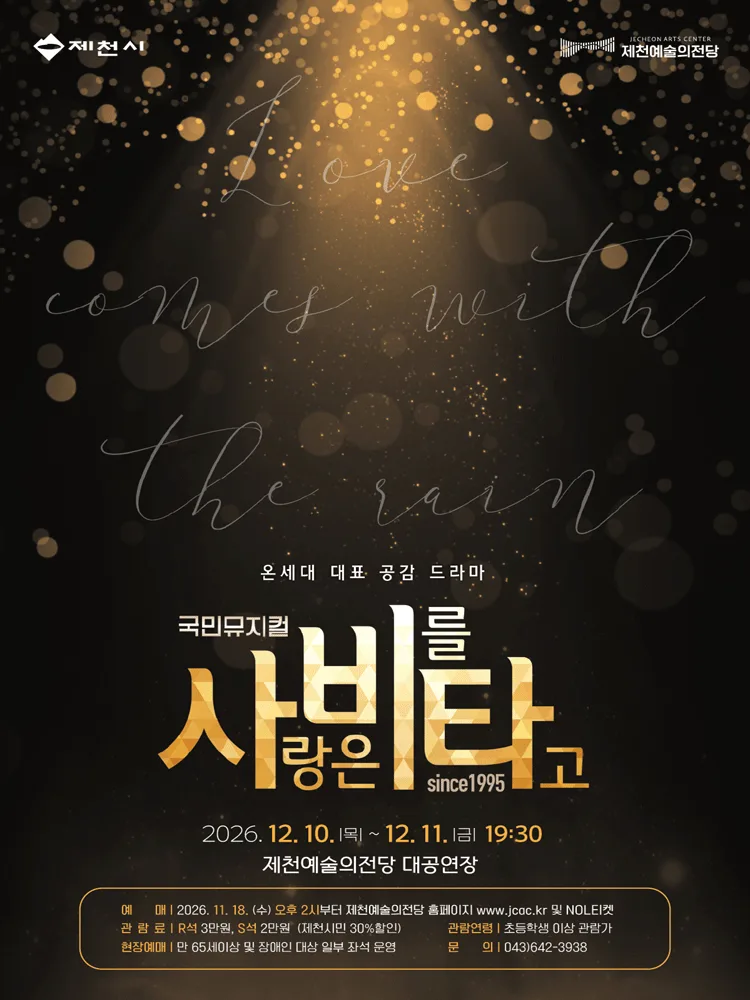 제천시
JECHEON ARTS CENTER
제천예술의전당
Love
comes with
the rain
온세대 대표 공감 드라마
국민뮤지컬
사랑은 비를 타고
since1995
2026. 12. 10. |목| ~ 12. 11. |금| 19:30
제천예술의전당 대공연장
예 매 | 2026. 11. 18. (수) 오후 2시부터 제천예술의전당 홈페이지 www.jcac.kr 및 NOL티켓
관 람 료 | R석 3만원, S석 2만원 (제천시민 30%할인) 관람연령 | 초등학생 이상 관람가
현장예매 | 만 65세이상 및 장애인 대상 일부 좌석 운영 문 의 | 043)642-3938